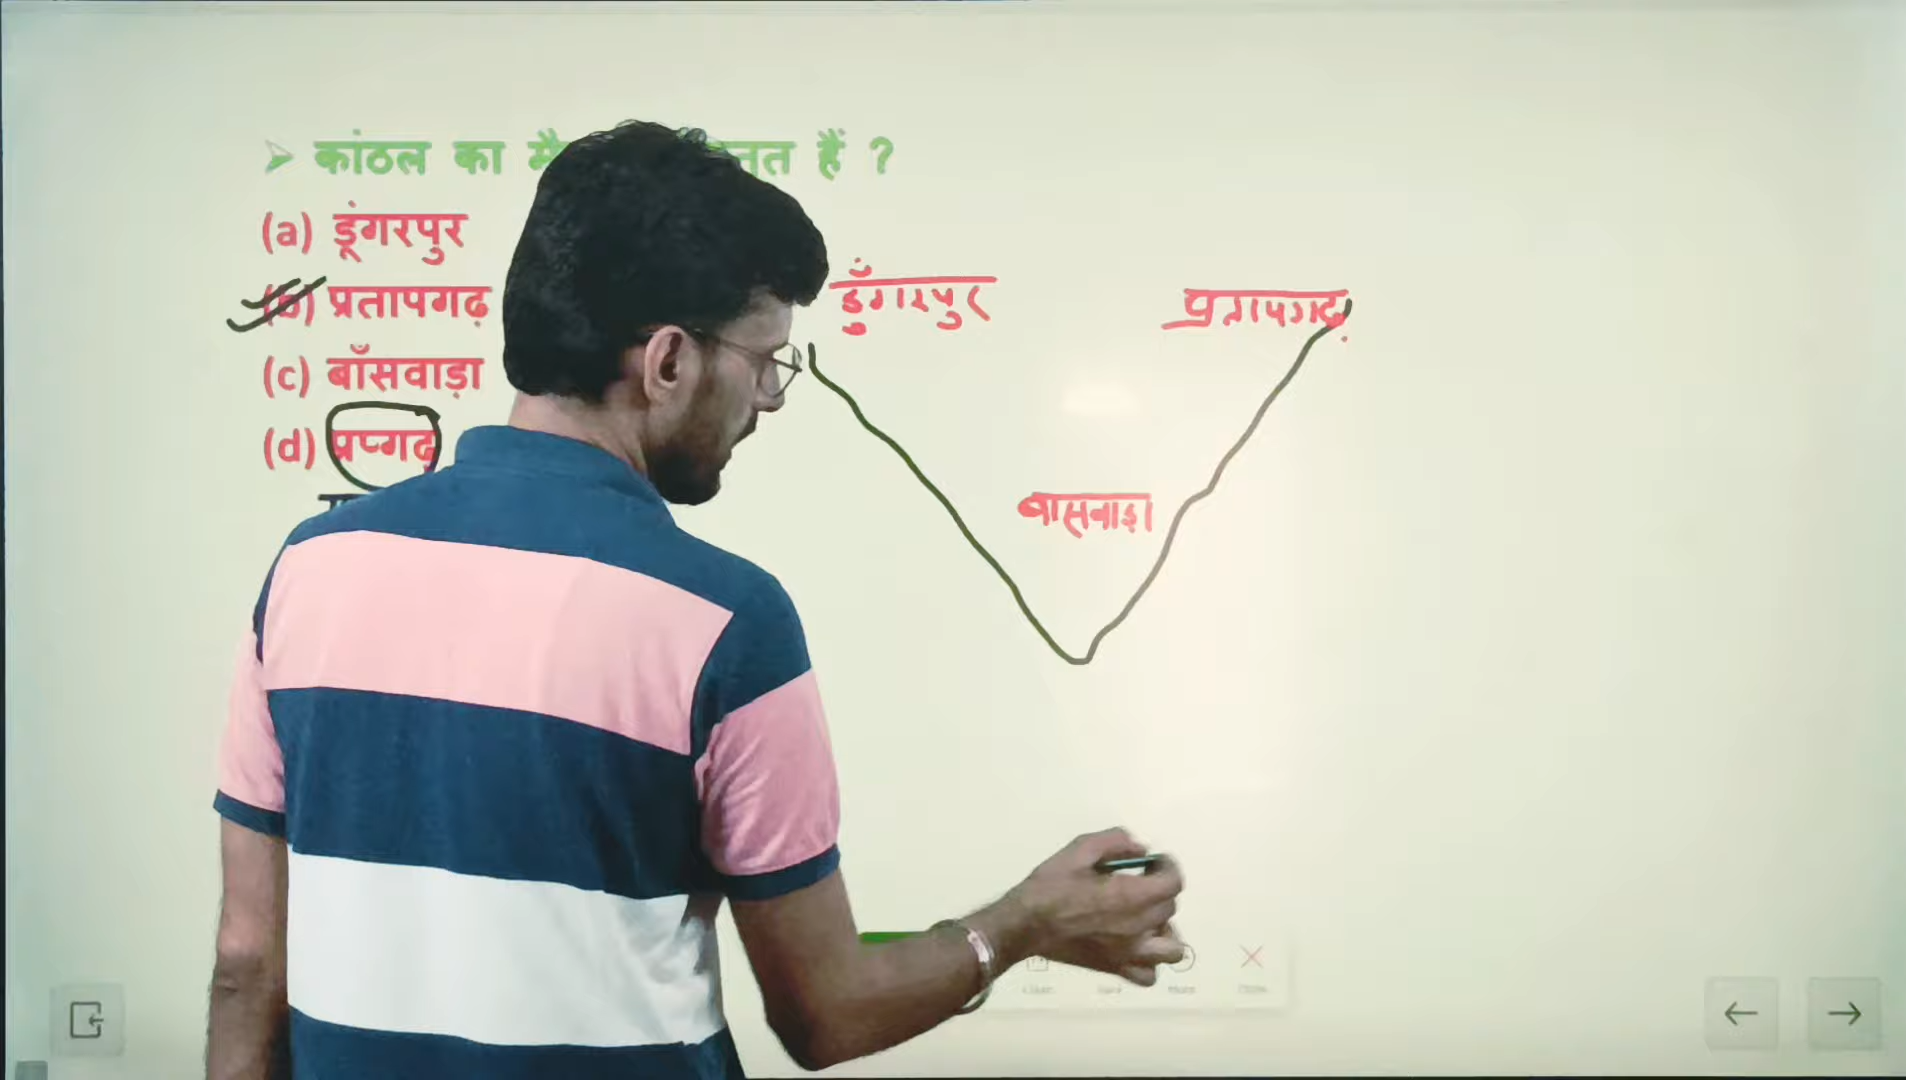 ➢ कांठल का है ?
(a) डूंगरपुर
(b) प्रतापगढ़
(c) बाँसवाड़ा
(d) प्रप्गढ़
डुँगरपुर
प्रतापगढ़
बासवाड़ा